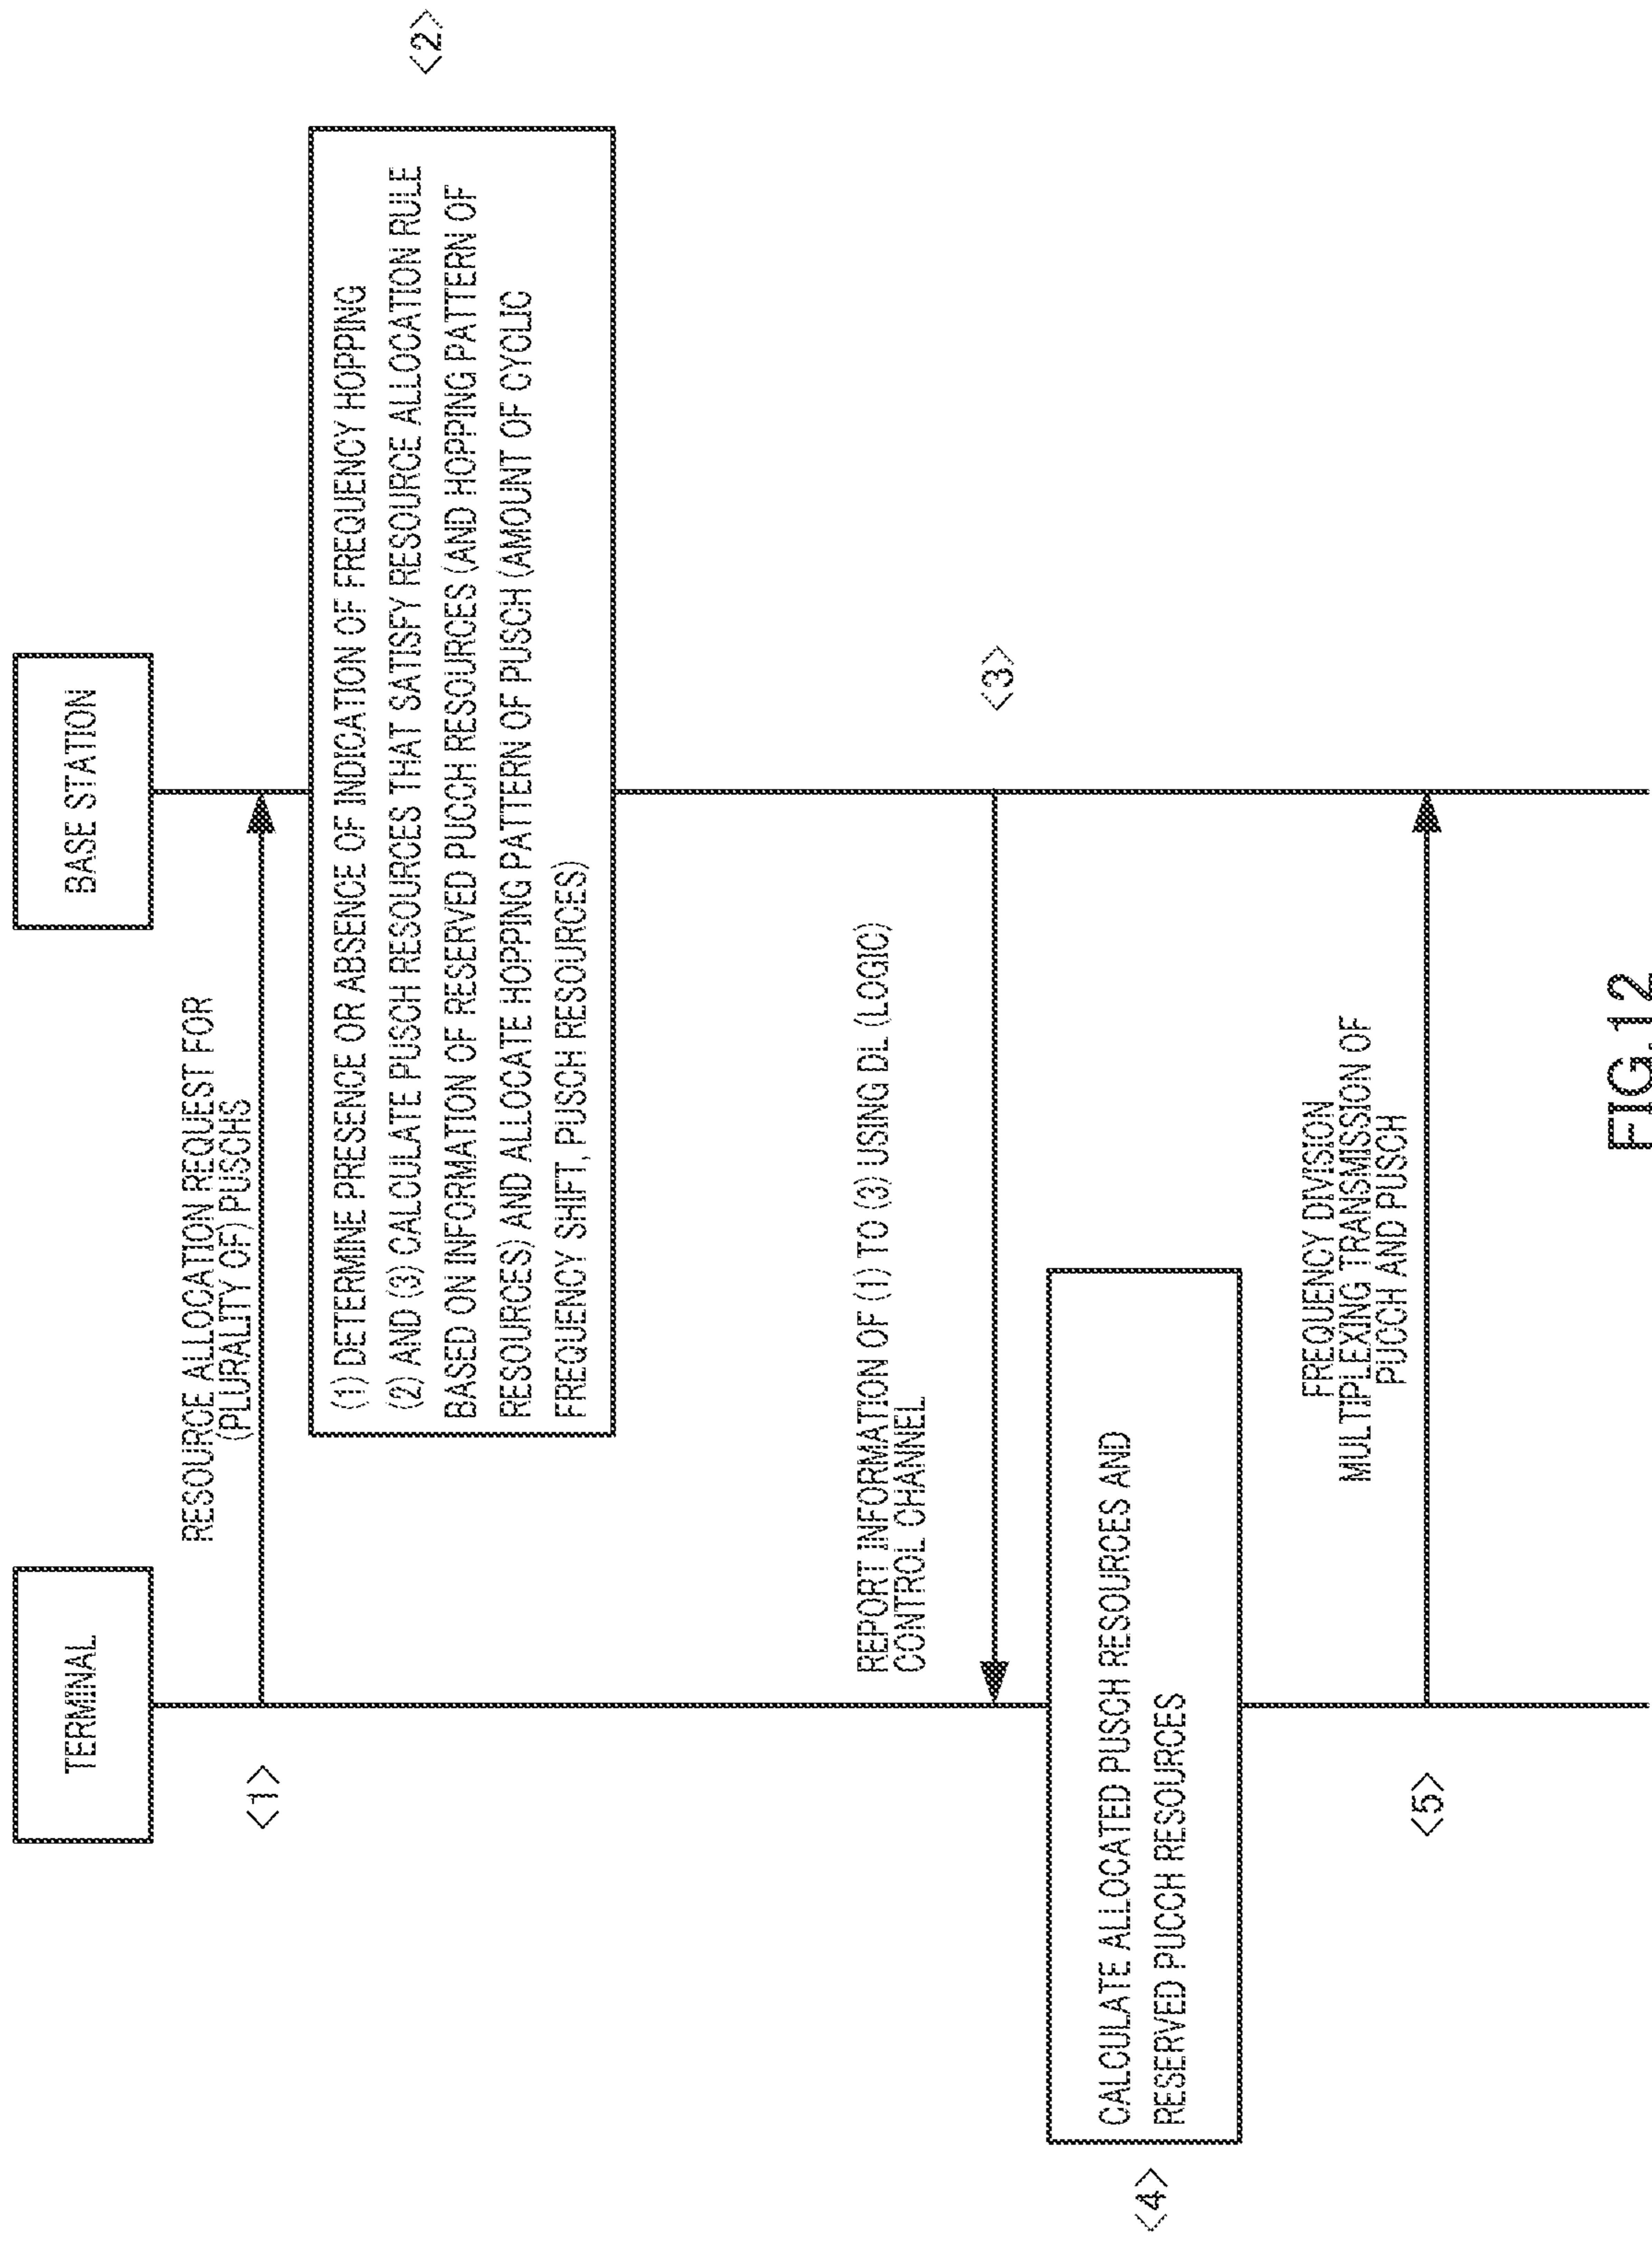 TERMINAL
BASE STATION
<1>
RESOURCE ALLOCATION REQUEST FOR
(PLURALITY OF) PUSCHS
(1) DETERMINE PRESENCE OR ABSENCE OF INDICATION OF FREQUENCY HOPPING
(2) AND (3) CALCULATE PUSCH RESOURCES THAT SATISFY RESOURCE ALLOCATION RULE
BASED ON INFORMATION OF RESERVED PUCCH RESOURCES (AND HOPPING PATTERN OF
RESOURCES) AND ALLOCATE HOPPING PATTERN OF PUSCH (AMOUNT OF CYCLIC
FREQUENCY SHIFT, PUSCH RESOURCES)
<2>
REPORT INFORMATION OF (1) TO (3) USING DL (LOGIC)
CONTROL CHANNEL
<3>
CALCULATE ALLOCATED PUSCH RESOURCES AND
RESERVED PUCCH RESOURCES
<4>
FREQUENCY DIVISION
MULTIPLEXING TRANSMISSION OF
PUCCH AND PUSCH
<5>
FIG.12